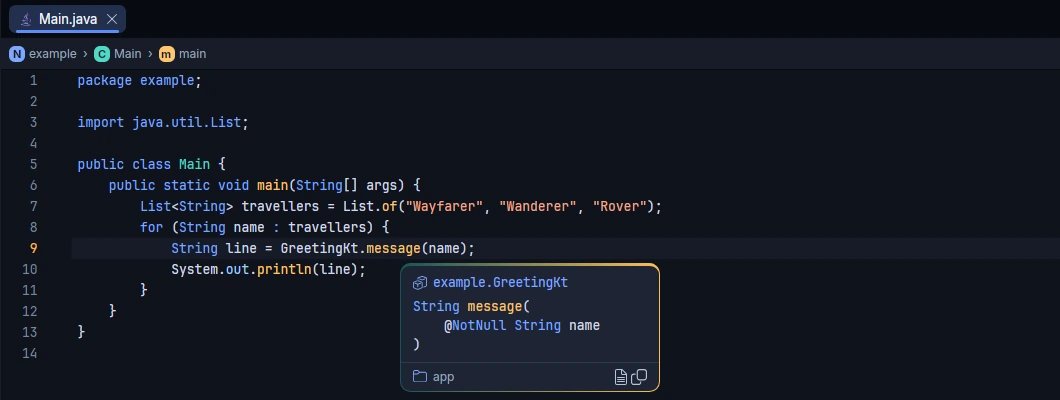 Main.java
N example › C Main › m main
1 package example;
2
3 import java.util.List;
4
5 public class Main {
6     public static void main(String[] args) {
7         List<String> travellers = List.of("Wayfarer", "Wanderer", "Rover");
8         for (String name : travellers) {
9             String line = GreetingKt.message(name);
10             System.out.println(line);
11         }
12     }
13 }
14
example.GreetingKt
String message(
    @NotNull String name
)
app